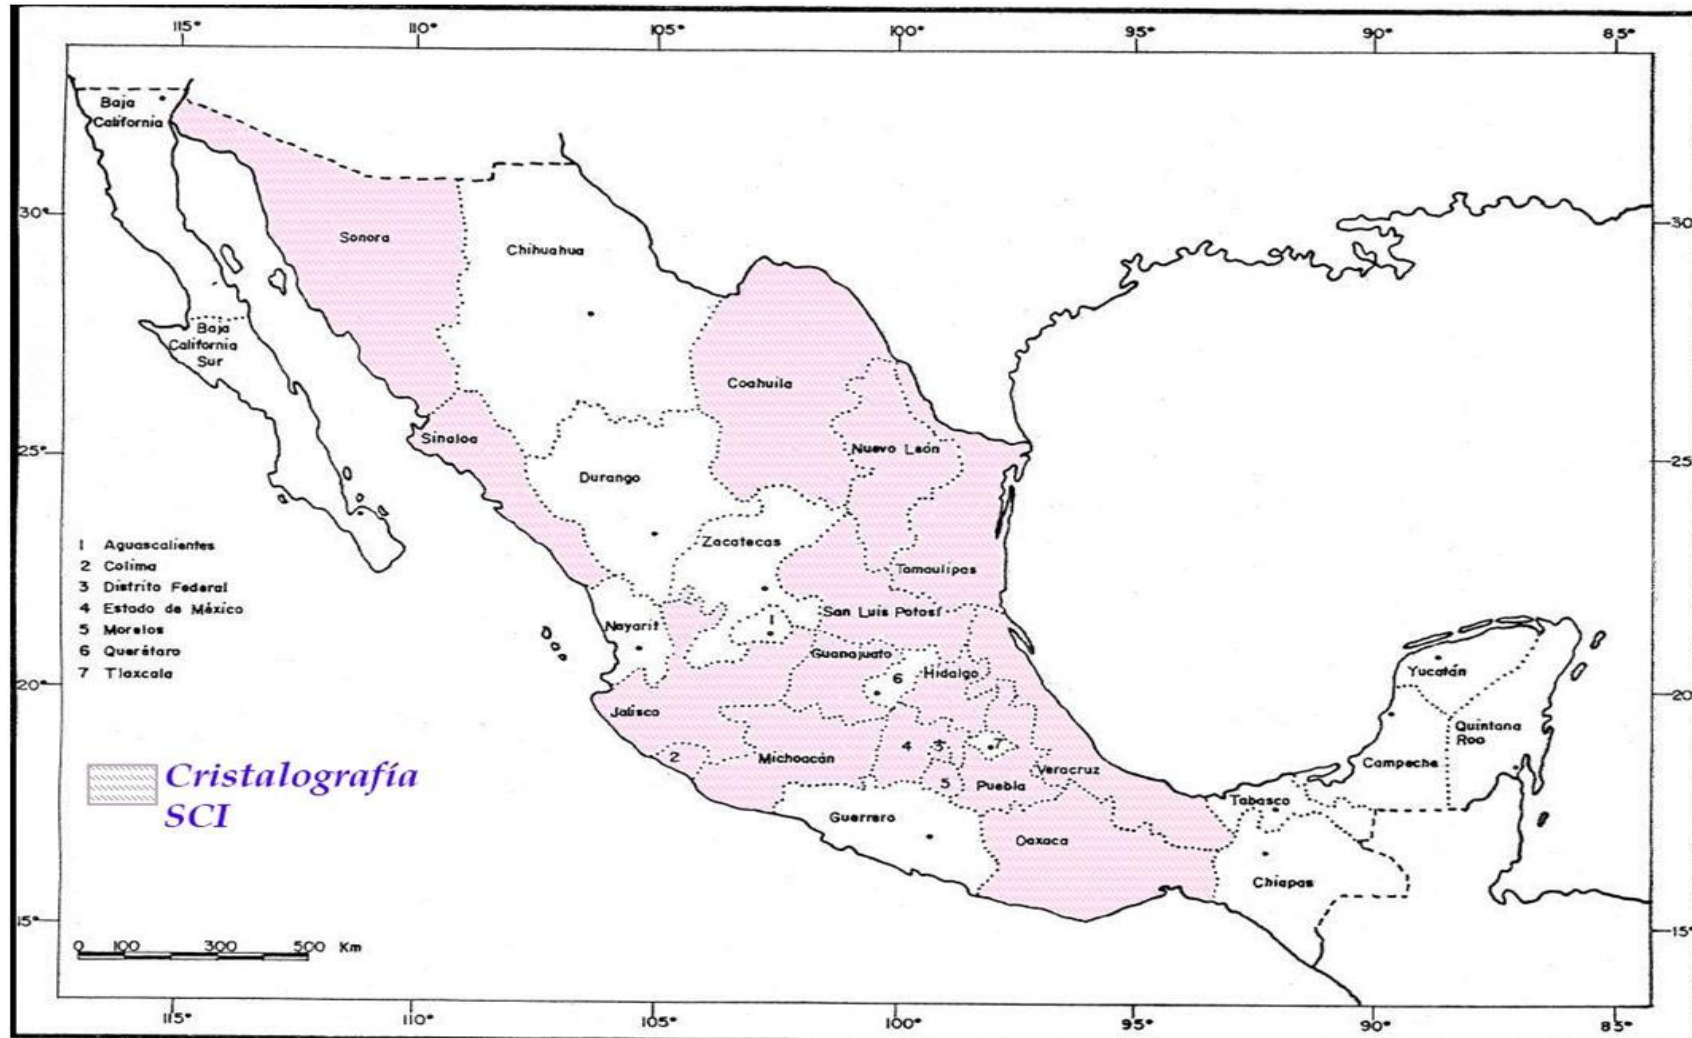 115° 110° 105° 100° 95° 90° 85°
Baja
California
30° 30°
Sonora
Chihuahua
Baja
California
Sur
Coahuila
Sinaloa
Nuevo León
25° 25°
Durango
Zacatecas
Tamaulipas
1 Aguascalientes
2 Colima
3 Distrito Federal
4 Estado de México
5 Morelos
6 Querétaro
7 Tlaxcala
San Luis Potosí
Nayarit
1
Guanajuato
Hidalgo
6
Yucatán
20° 20°
Jalisco
Quintana
Roo
4 3 7
2
Michoacán
Campeche
Veracruz
5
Puebla
Tabasco
Cristalografía
SCI
Guerrero
Oaxaca
Chiapas
15° 15°
0 100 300 500 Km
115° 110° 105° 100° 95° 90° 85°